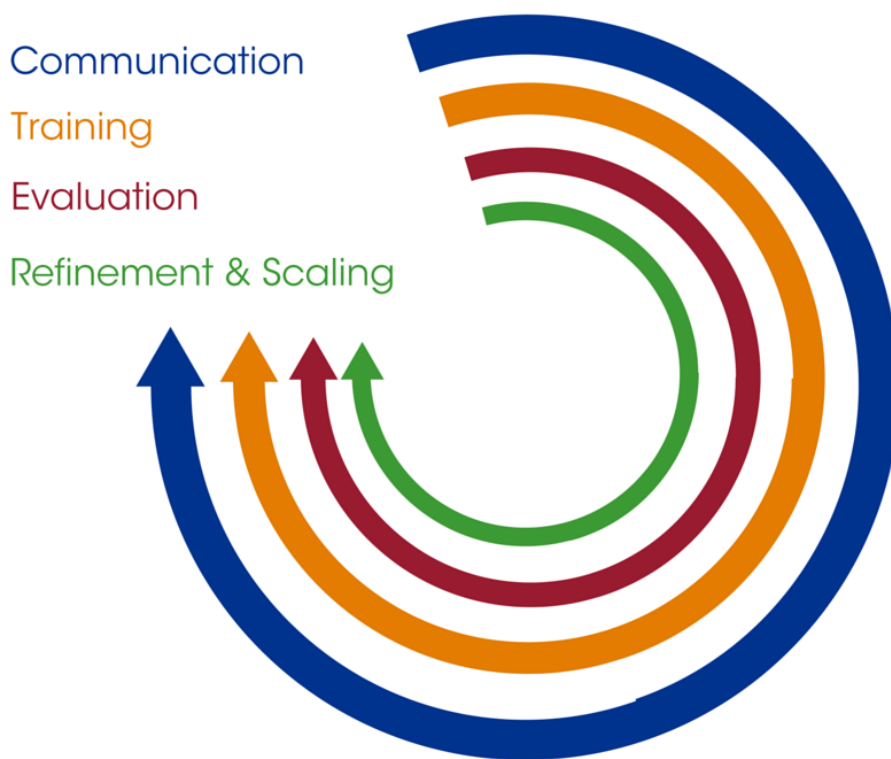 Communication
Training
Evaluation
Refinement & Scaling